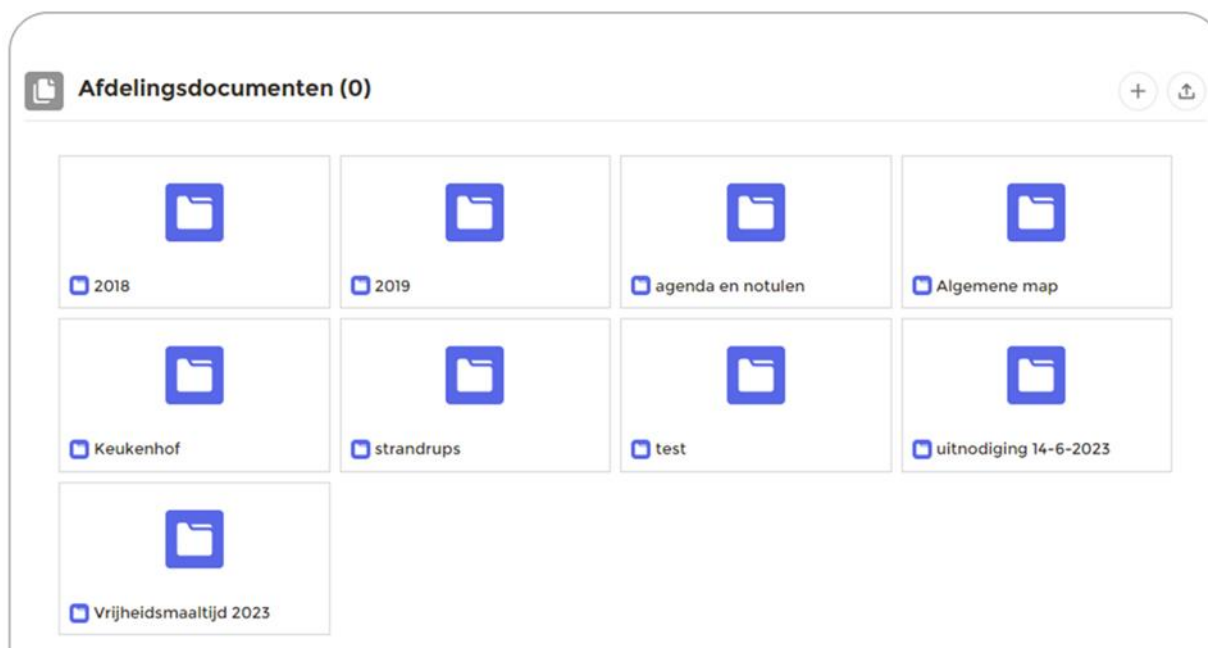 Afdelingsdocumenten (0)
2018
2019
agenda en notulen
Algemene map
Keukenhof
strandrups
test
uitnodiging 14-6-2023
Vrijheidsmaaltijd 2023